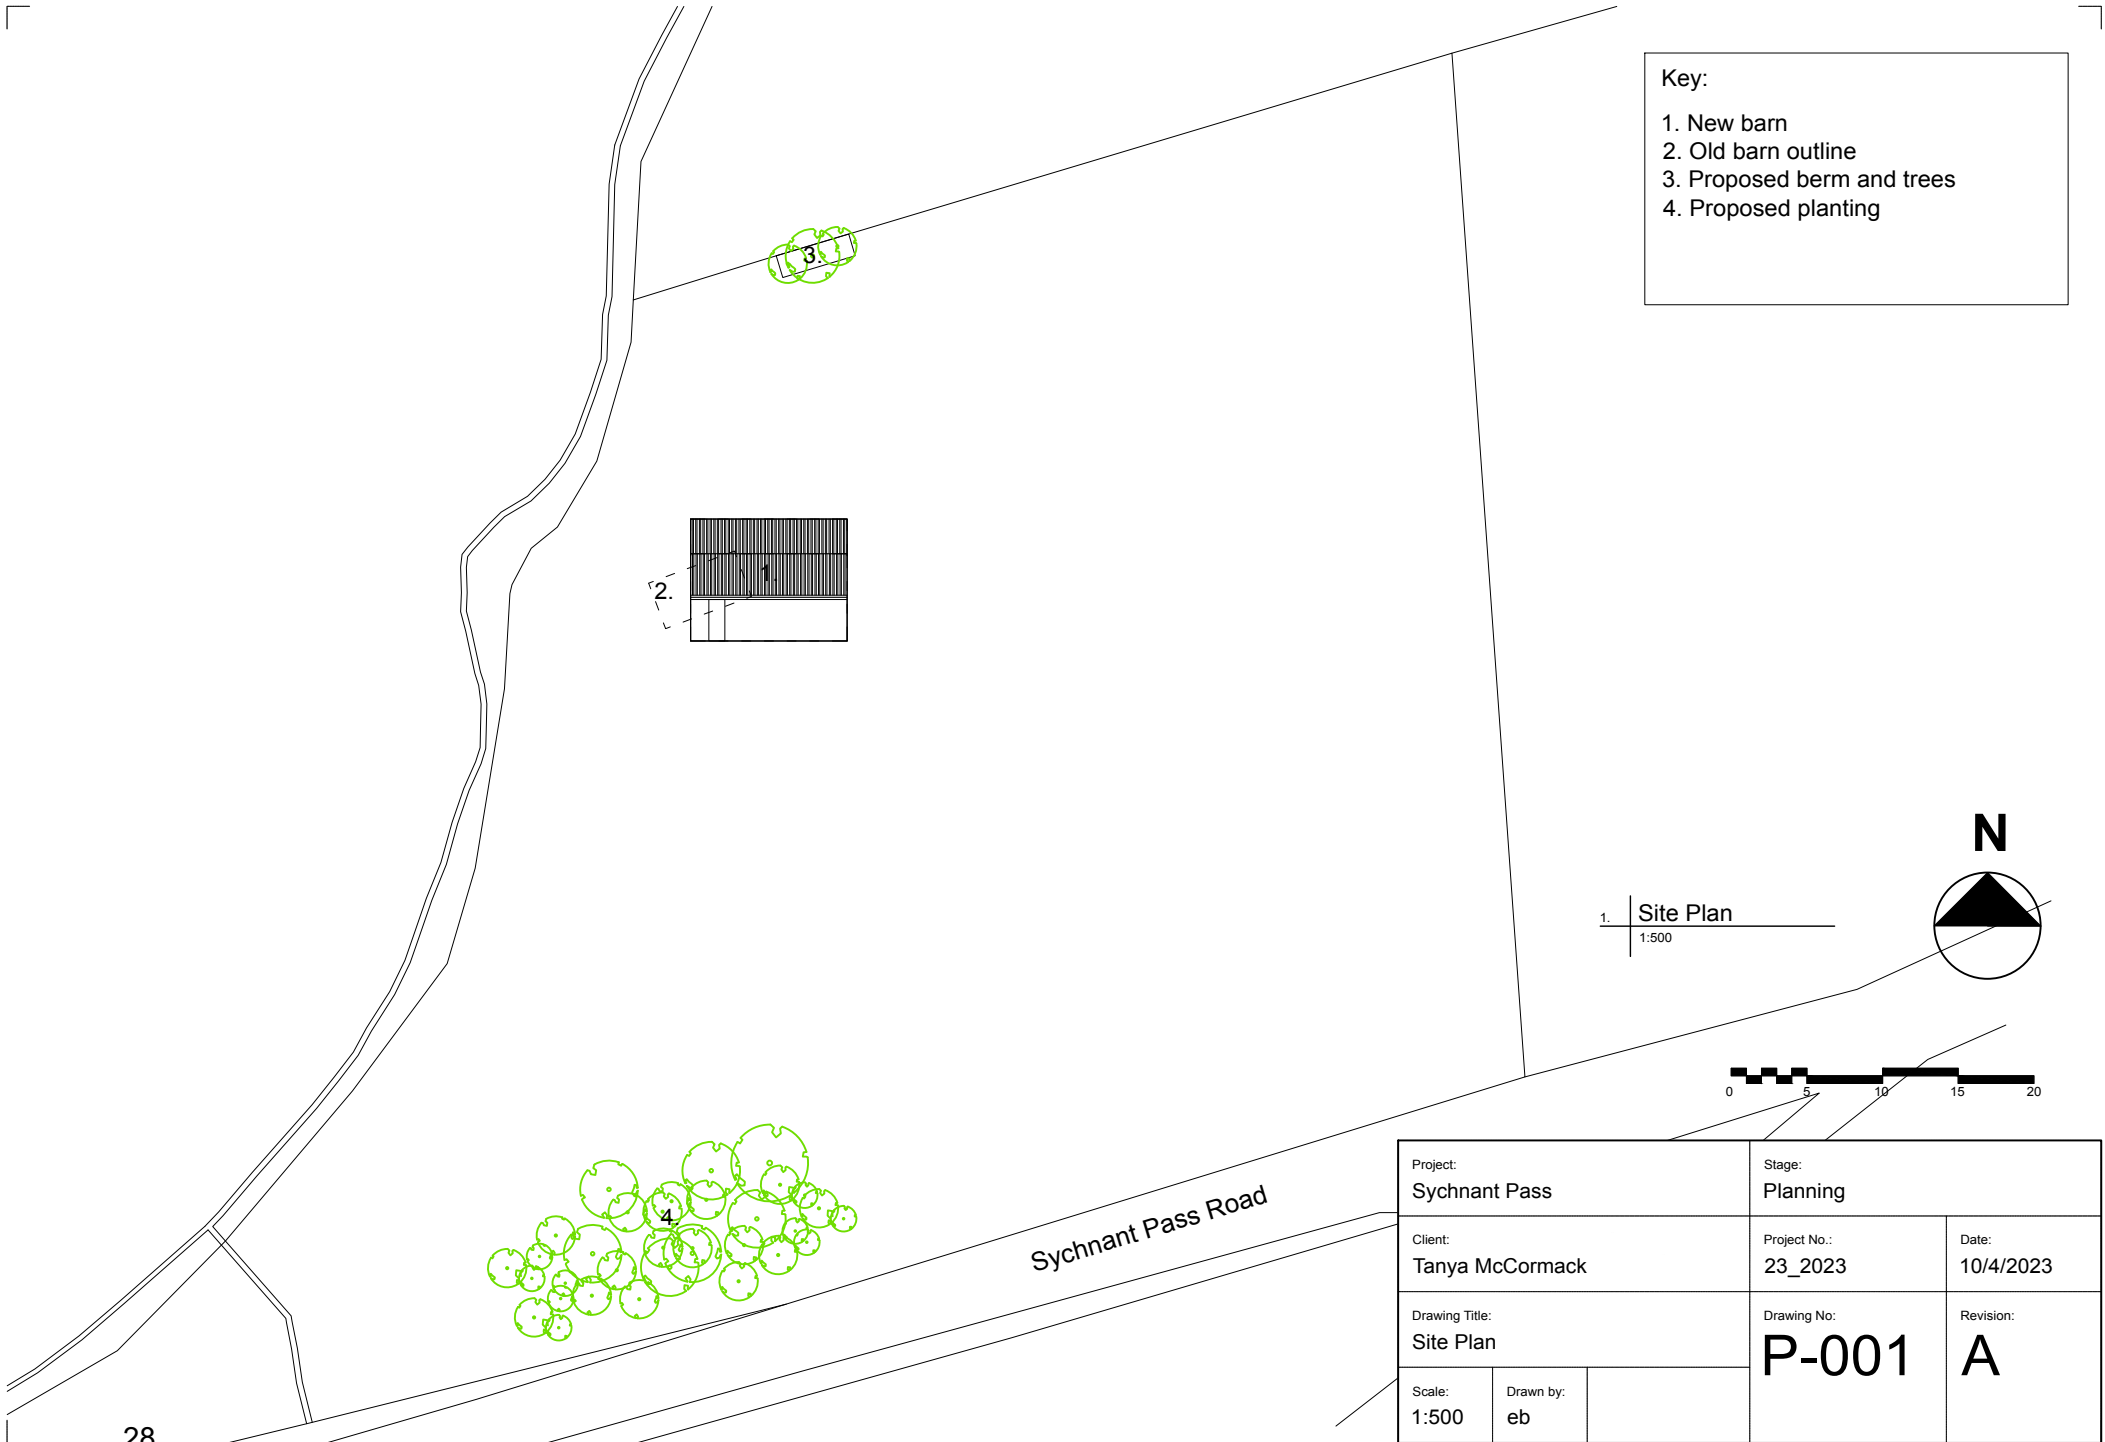 Key:
1. New barn
2. Old barn outline
3. Proposed berm and trees
4. Proposed planting
3.
1.
2.
N
1. Site Plan
1:500
0 5 10 15 20
4.
Sychnant Pass Road
28
Project:
Sychnant Pass
Stage:
Planning
Client:
Tanya McCormack
Project No.:
23_2023
Date:
10/4/2023
Drawing Title:
Site Plan
Drawing No:
P-001
Revision:
A
Scale:
1:500
Drawn by:
eb